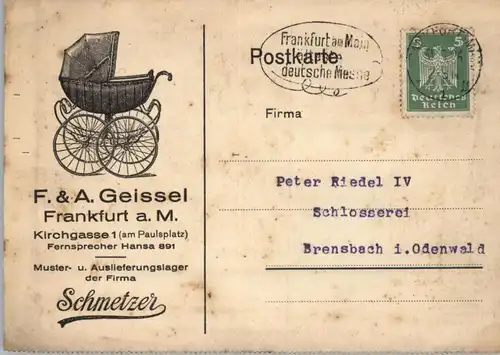 F. & A. Geissel
Frankfurt a. M.
Kirchgasse 1 (am Paulsplatz)
Fernsprecher Hansa 891
Muster- u. Auslieferungslager
der Firma
Schmetzer
Postkarte
Frankfurt am Main
deutsche Messe
5 5
Deutsches
Reich
Firma
Peter Riedel IV
Schlosserei
Brensbach i.Odenwald